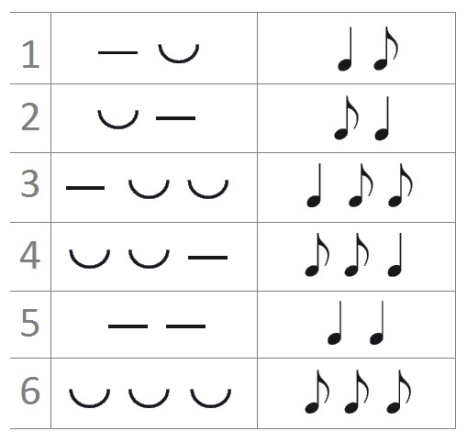 1 — ◡ ♩ ♪
2 ◡ — ♪ ♩
3 — ◡ ◡ ♩ ♪ ♪
4 ◡ ◡ — ♪ ♪ ♩
5 — — ♩ ♩
6 ◡ ◡ ◡ ♪ ♪ ♪